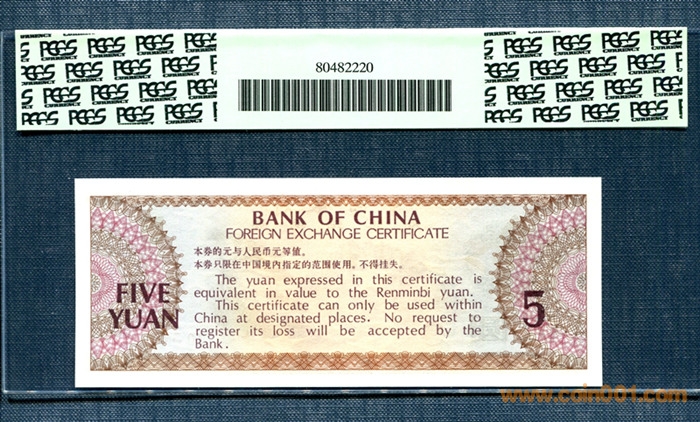 PCGS CURRENCY
80482220
BANK OF CHINA
FOREIGN EXCHANGE CERTIFICATE
本券的元与人民币元等值。
本券只限在中国境内指定的范围使用。不得挂失。
FIVE
YUAN
The yuan expressed in this certificate is
equivalent in value to the Renminbi yuan.
This certificate can only be used within
China at designated places. No request to
register its loss will be accepted by the
Bank.
5
www.coin001.com